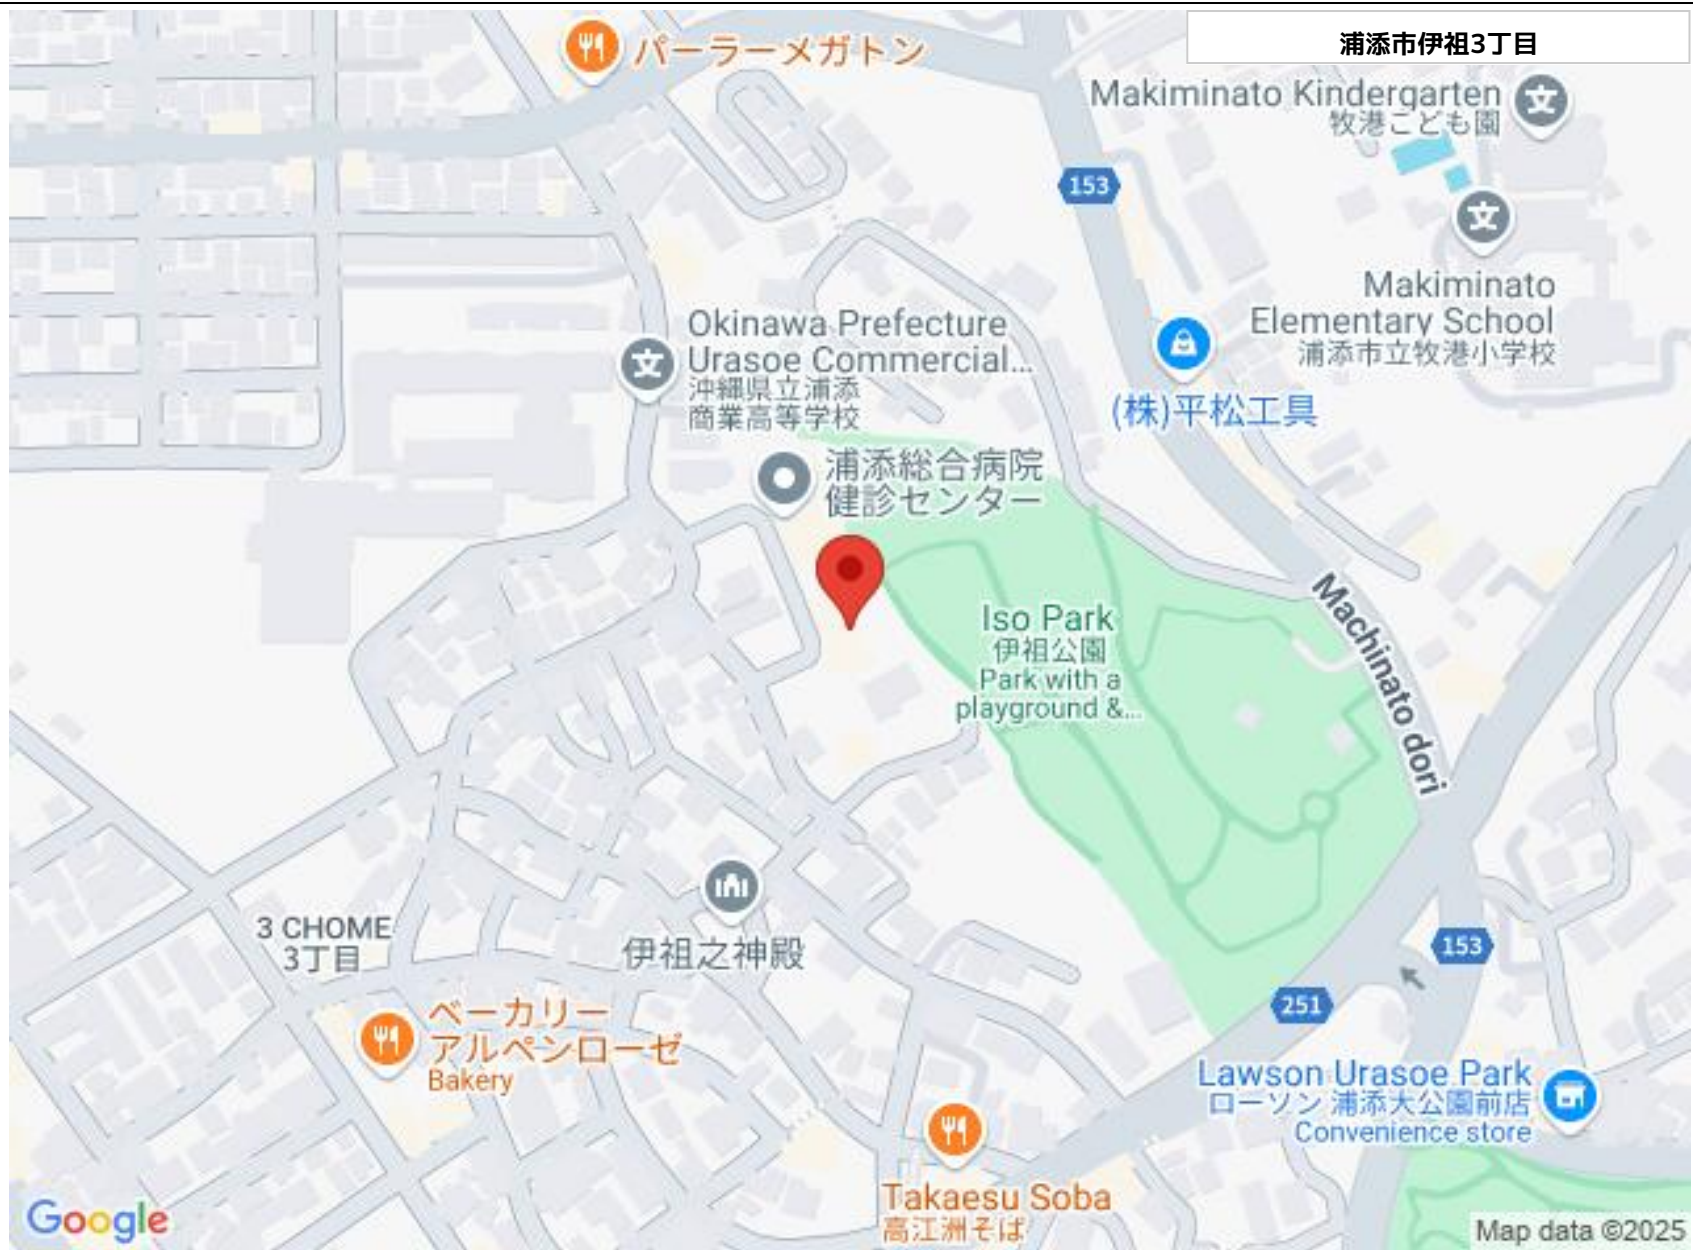 浦添市伊祖3丁目
パーラーメガトン
Makiminato Kindergarten
牧港こども園
153
Makiminato
Elementary School
浦添市立牧港小学校
Okinawa Prefecture
Urasoe Commercial...
沖縄県立浦添
商業高等学校
(株)平松工具
浦添総合病院
健診センター
Iso Park
伊祖公園
Park with a
playground &...
Machinato dori
3 CHOME
3丁目
伊祖之神殿
153
251
ベーカリー
アルペンローゼ
Bakery
Lawson Urasoe Park
ローソン 浦添大公園前店
Convenience store
Takaesu Soba
高江洲そば
Google
Map data ©2025
文
文
文